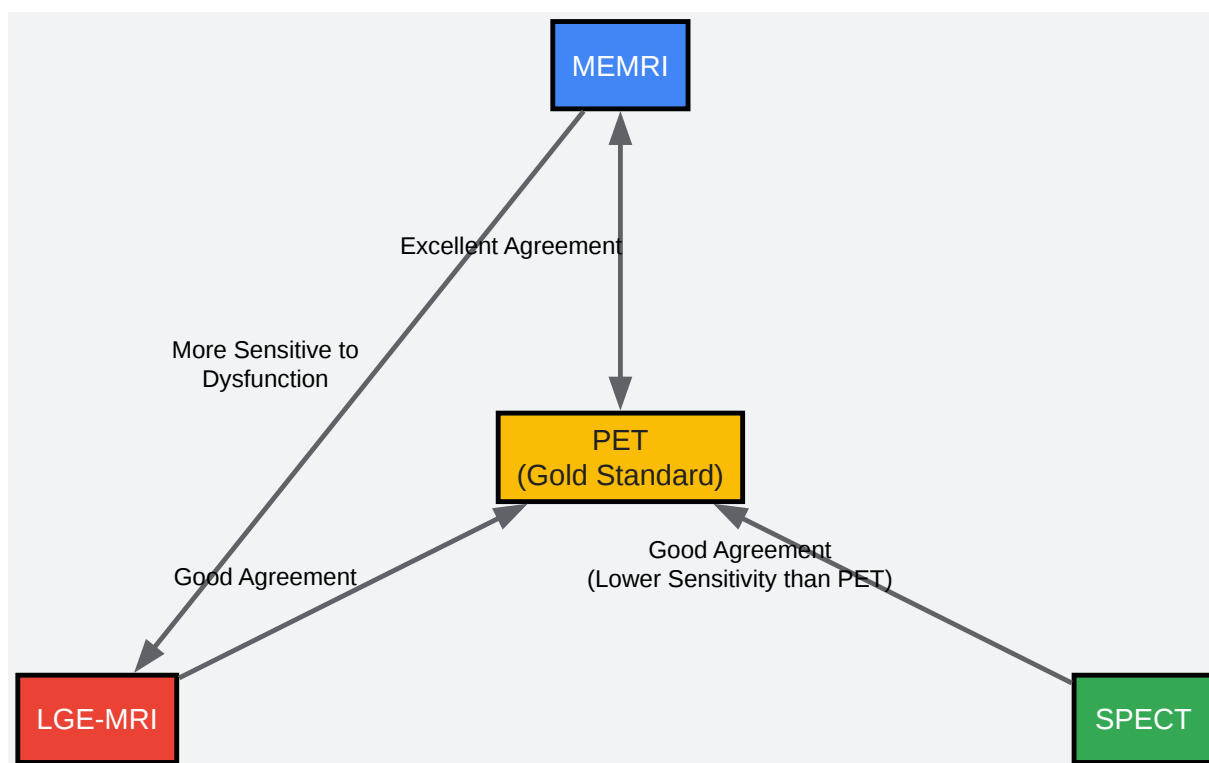 MEMRI
Excellent Agreement
More Sensitive to
Dysfunction
PET
(Gold Standard)
Good Agreement
(Lower Sensitivity than PET)
Good Agreement
LGE-MRI
SPECT